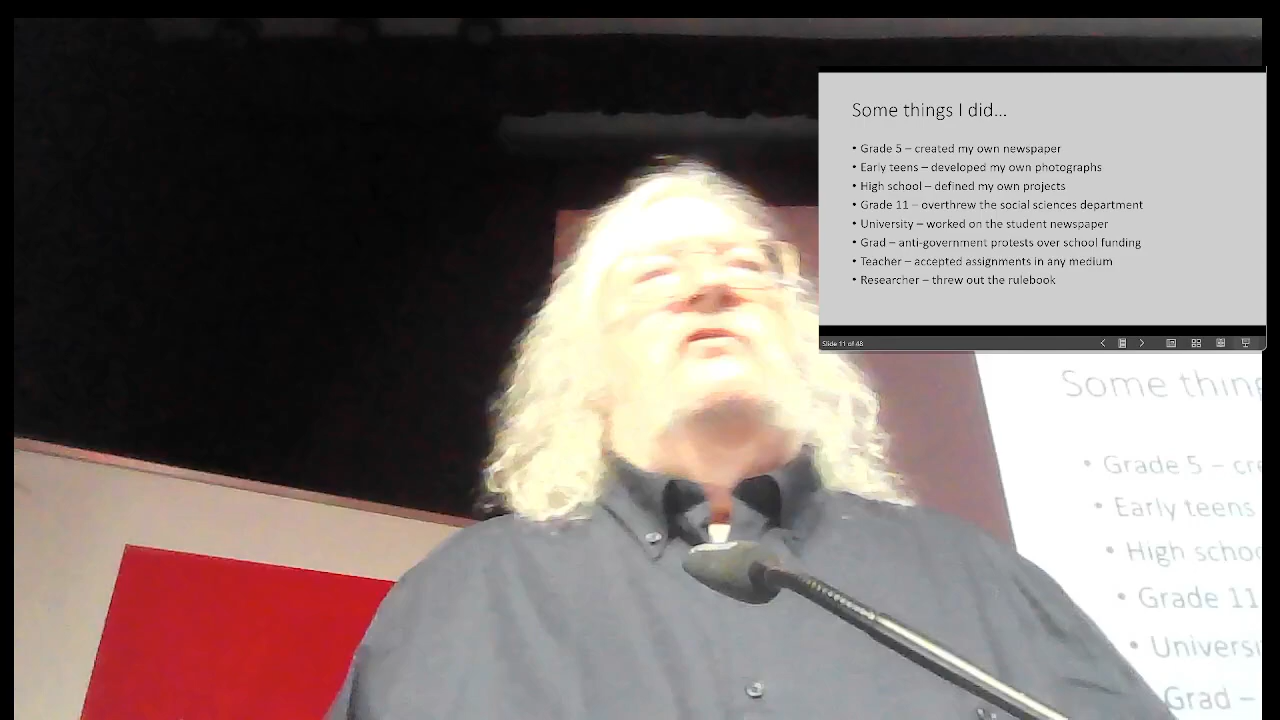 Some things I did...
• Grade 5 – created my own newspaper
• Early teens – developed my own photographs
• High school – defined my own projects
• Grade 11 – overthrew the social sciences department
• University – worked on the student newspaper
• Grad – anti-government protests over school funding
• Teacher – accepted assignments in any medium
• Researcher – threw out the rulebook
Slide 11 of 48
Some thing
• Grade 5 – cre
• Early teens
• High schoo
• Grade 11
• Universi
Grad –